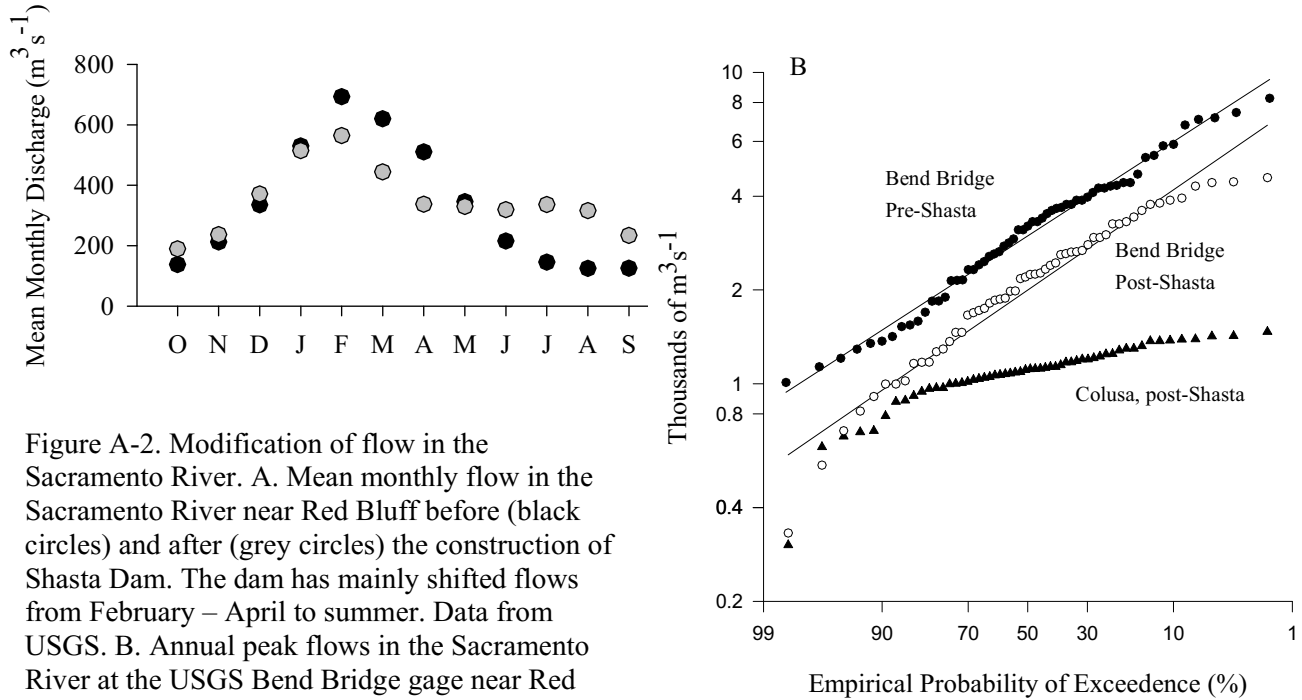 Mean Monthly Discharge (m3 s-1)
800
600
400
200
0
O N D J F M A M J J A S
Figure A-2. Modification of flow in the
Sacramento River. A. Mean monthly flow in the
Sacramento River near Red Bluff before (black
circles) and after (grey circles) the construction of
Shasta Dam. The dam has mainly shifted flows
from February – April to summer. Data from
USGS. B. Annual peak flows in the Sacramento
River at the USGS Bend Bridge gage near Red
B
Thousands of m3s-1
10
8
6
4
2
1
0.8
0.4
0.2
Bend Bridge
Pre-Shasta
Bend Bridge
Post-Shasta
Colusa, post-Shasta
99 90 70 50 30 10 1
Empirical Probability of Exceedence (%)